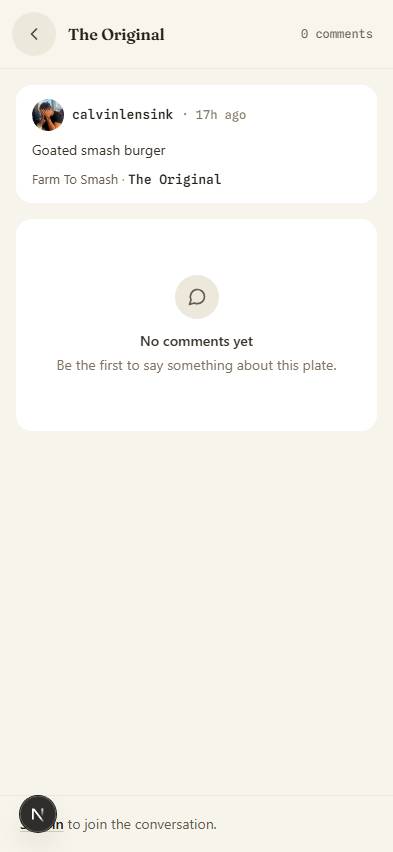 The Original
0 comments
calvinlensink · 17h ago
Goated smash burger
Farm To Smash · The Original
No comments yet
Be the first to say something about this plate.
N
in to join the conversation.